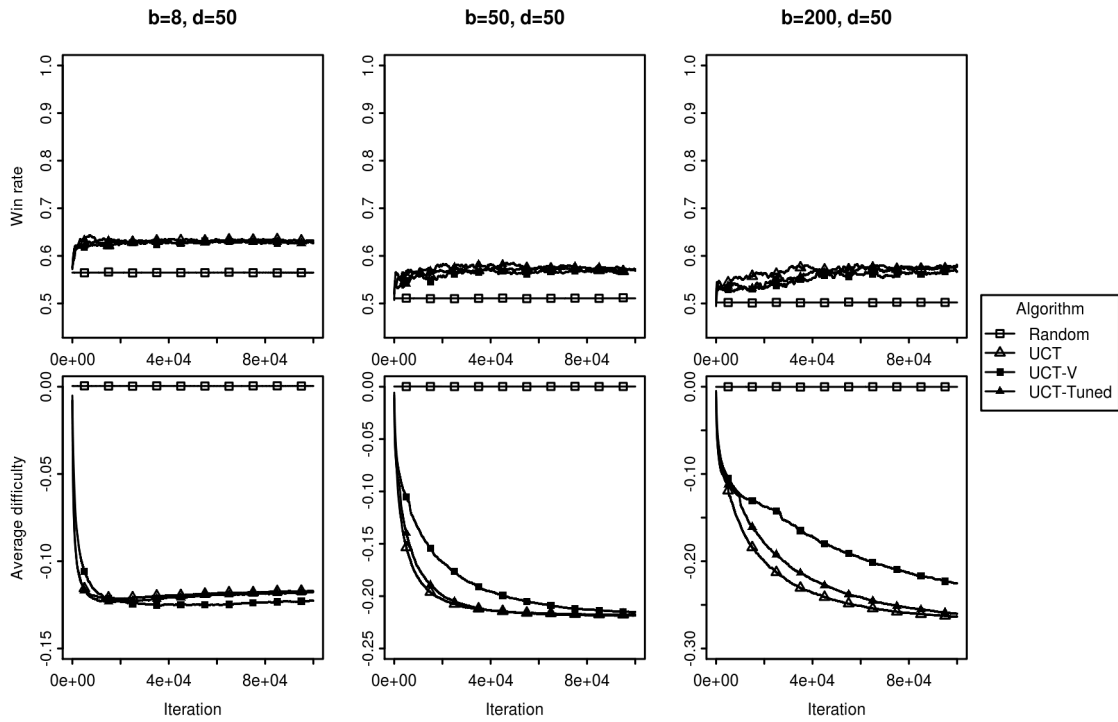 b=8, d=50
b=50, d=50
b=200, d=50
Win rate
1.0
0.9
0.8
0.7
0.6
0.5
0e+00 4e+04 8e+04
1.0
0.9
0.8
0.7
0.6
0.5
0e+00 4e+04 8e+04
1.0
0.9
0.8
0.7
0.6
0.5
0e+00 4e+04 8e+04
Algorithm
Random
UCT
UCT-V
UCT-Tuned
Average difficulty
0.00
-0.05
-0.10
-0.15
0e+00 4e+04 8e+04
Iteration
0.00
-0.05
-0.10
-0.15
-0.20
-0.25
0e+00 4e+04 8e+04
Iteration
0.00
-0.10
-0.20
-0.30
0e+00 4e+04 8e+04
Iteration